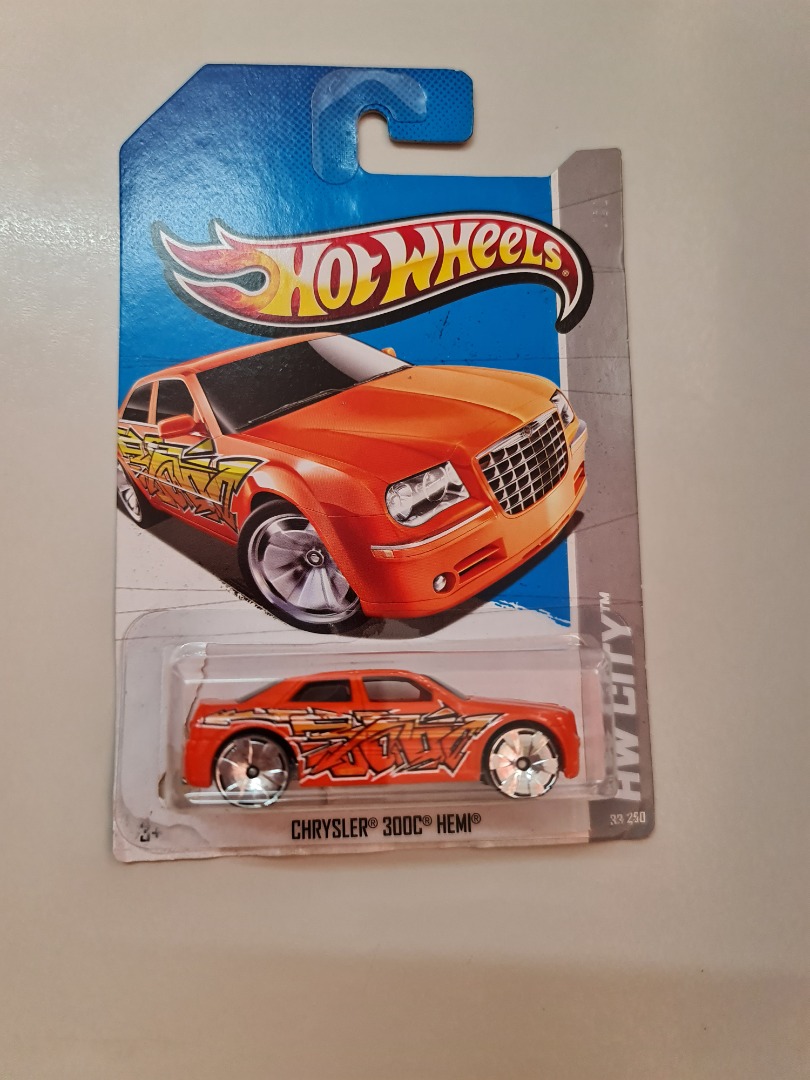 HOT WHEELS®
HW CITY™
CHRYSLER® 300C® HEMI®
3+
33/250